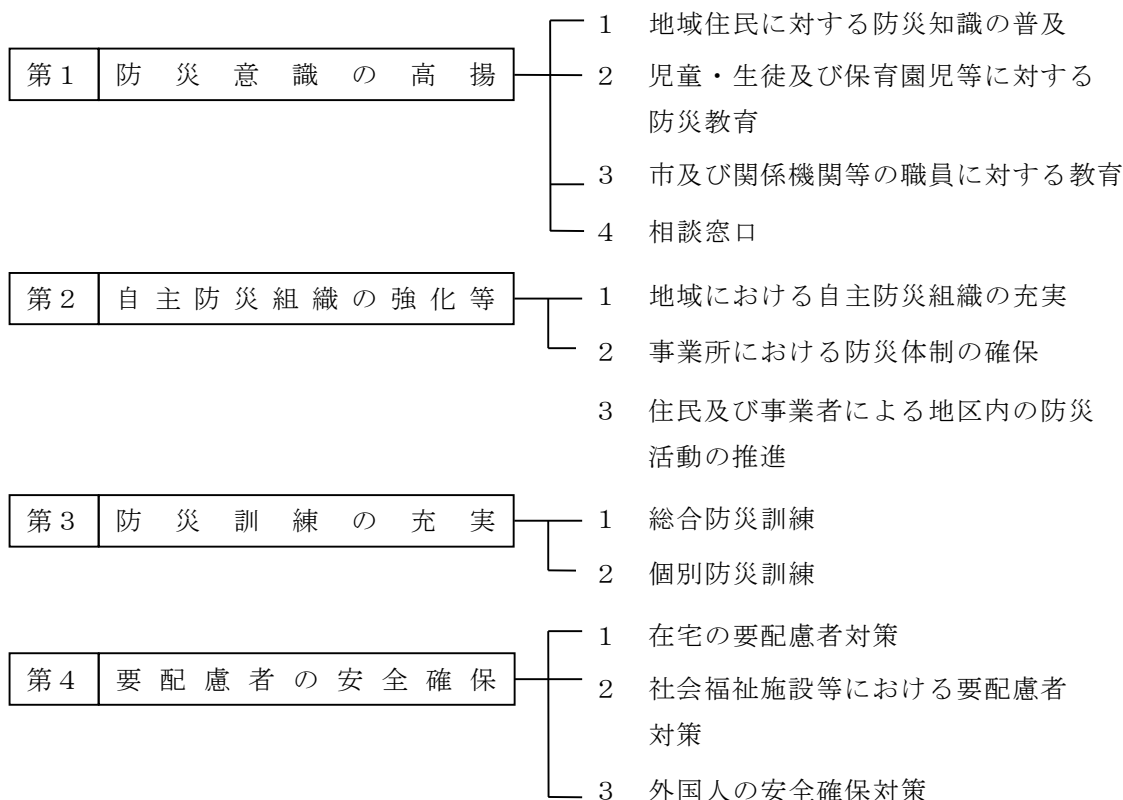 第１ 防災意識の高揚
１ 地域住民に対する防災知識の普及
２ 児童・生徒及び保育園児等に対する
防災教育
３ 市及び関係機関等の職員に対する教育
４ 相談窓口
第２ 自主防災組織の強化等
１ 地域における自主防災組織の充実
２ 事業所における防災体制の確保
３ 住民及び事業者による地区内の防災
活動の推進
第３ 防災訓練の充実
１ 総合防災訓練
２ 個別防災訓練
第４ 要配慮者の安全確保
１ 在宅の要配慮者対策
２ 社会福祉施設等における要配慮者
対策
３ 外国人の安全確保対策